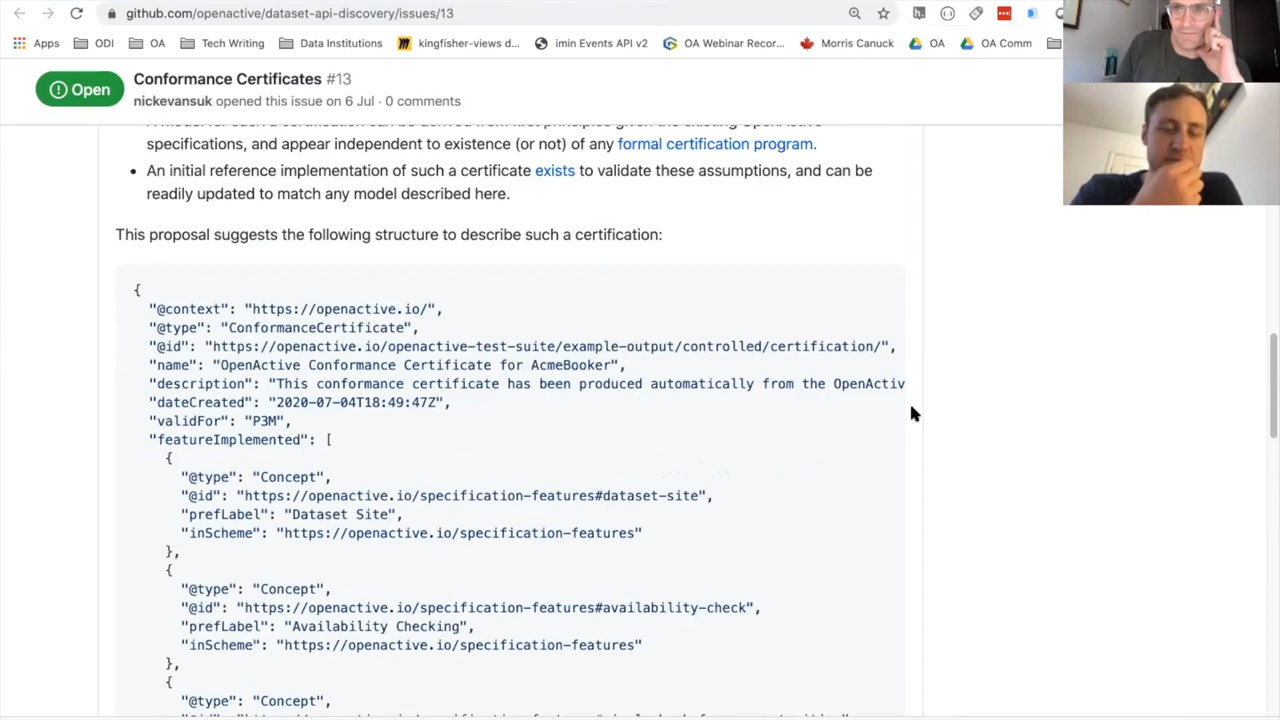 github.com/openactive/dataset-api-discovery/issues/13
Apps ODI OA Tech Writing Data Institutions kingfisher-views d... imin Events API v2 OA Webinar Recor... Morris Canuck OA OA Comm
Open
Conformance Certificates #13
nickevansuk opened this issue on 6 Jul · 0 comments
specifications, and appear independent to existence (or not) of any formal certification program.
• An initial reference implementation of such a certificate exists to validate these assumptions, and can be
readily updated to match any model described here.
This proposal suggests the following structure to describe such a certification:
{
"@context": "https://openactive.io/",
"@type": "ConformanceCertificate",
"@id": "https://openactive.io/openactive-test-suite/example-output/controlled/certification/",
"name": "OpenActive Conformance Certificate for AcmeBooker",
"description": "This conformance certificate has been produced automatically from the OpenActiv
"dateCreated": "2020-07-04T18:49:47Z",
"validFor": "P3M",
"featureImplemented": [
{
"@type": "Concept",
"@id": "https://openactive.io/specification-features#dataset-site",
"prefLabel": "Dataset Site",
"inScheme": "https://openactive.io/specification-features"
},
{
"@type": "Concept",
"@id": "https://openactive.io/specification-features#availability-check",
"prefLabel": "Availability Checking",
"inScheme": "https://openactive.io/specification-features"
},
{
"@type": "Concept",